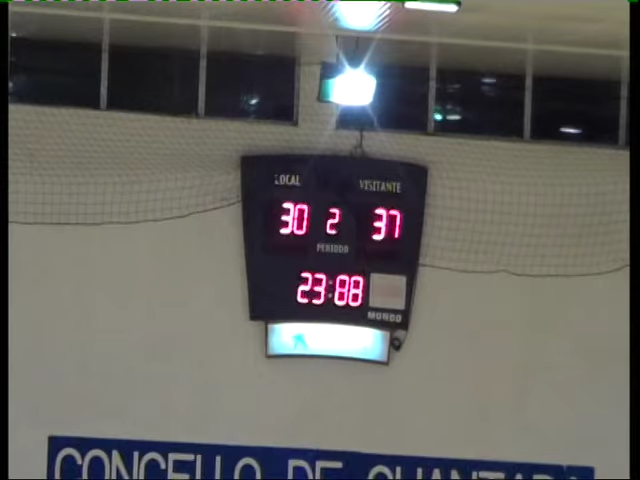 LOCAL VISITANTE
30 2 37
PERIODO
23:88
MONDO
CONCELLO DE